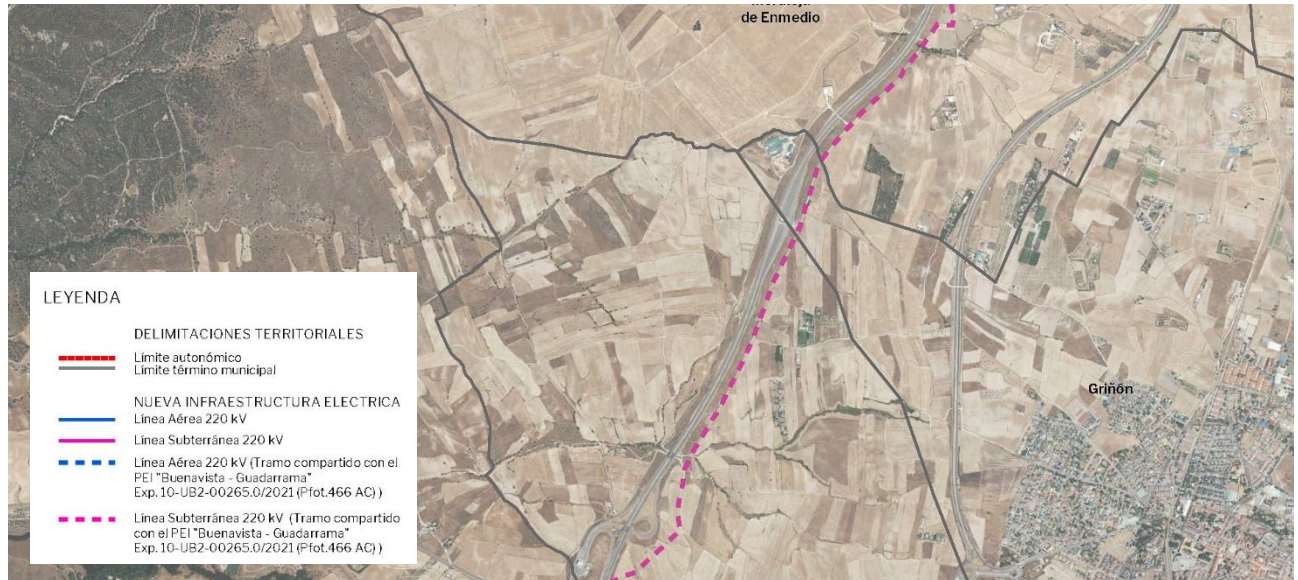 de Enmedio
Griñón
LEYENDA
DELIMITACIONES TERRITORIALES
Límite autonómico
Límite término municipal
NUEVA INFRAESTRUCTURA ELECTRICA
Línea Aérea 220 kV
Línea Subterránea 220 kV
Línea Aérea 220 kV (Tramo compartido con el
PEI "Buenavista - Guadarrama"
Exp. 10-UB2-00265.0/2021 (Pfot.466 AC) )
Línea Subterránea 220 kV (Tramo compartido
con el PEI "Buenavista - Guadarrama"
Exp. 10-UB2-00265.0/2021 (Pfot.466 AC) )